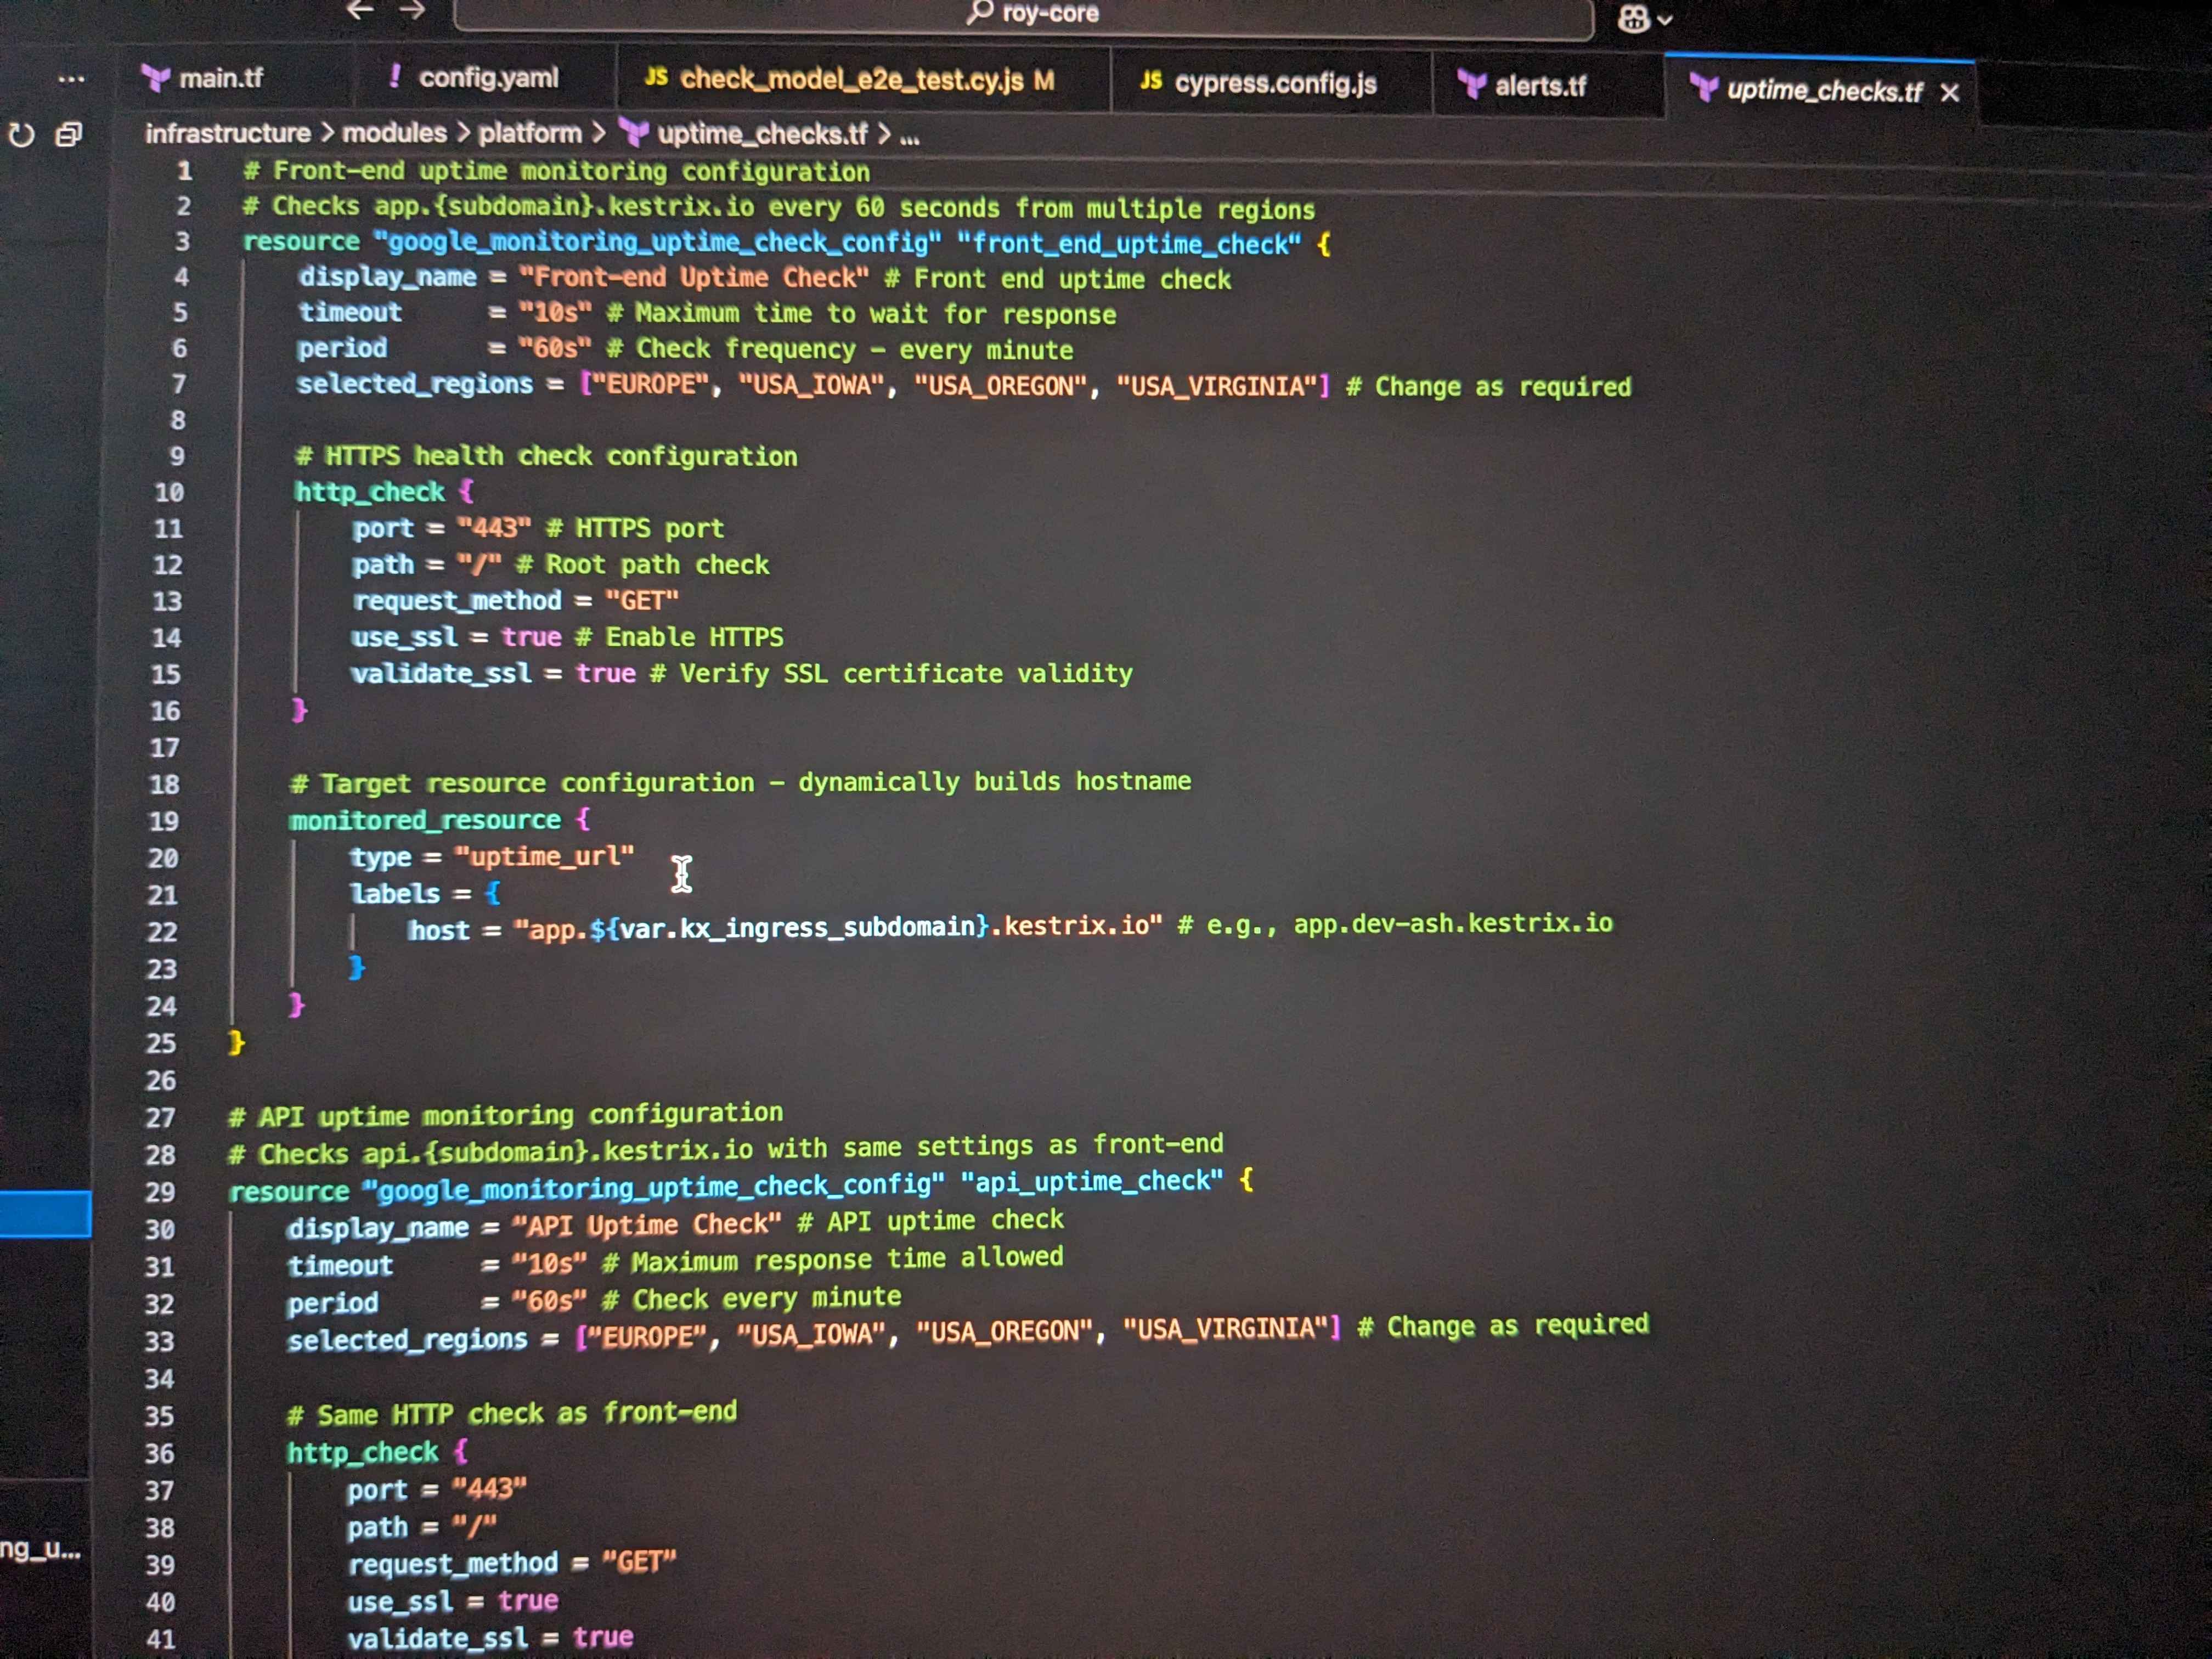 roy-core
main.tf
config.yaml
check_model_e2e_test.cy.js M
cypress.config.js
alerts.tf
uptime_checks.tf
infrastructure > modules > platform > uptime_checks.tf > ...
1 # Front-end uptime monitoring configuration
2 # Checks app.{subdomain}.kestrix.io every 60 seconds from multiple regions
3 resource "google_monitoring_uptime_check_config" "front_end_uptime_check" {
4 display_name = "Front-end Uptime Check" # Front end uptime check
5 timeout = "10s" # Maximum time to wait for response
6 period = "60s" # Check frequency - every minute
7 selected_regions = ["EUROPE", "USA_IOWA", "USA_OREGON", "USA_VIRGINIA"] # Change as required
8
9 # HTTPS health check configuration
10 http_check {
11 port = "443" # HTTPS port
12 path = "/" # Root path check
13 request_method = "GET"
14 use_ssl = true # Enable HTTPS
15 validate_ssl = true # Verify SSL certificate validity
16 }
17
18 # Target resource configuration - dynamically builds hostname
19 monitored_resource {
20 type = "uptime_url"
21 labels = {
22 host = "app.${var.kx_ingress_subdomain}.kestrix.io" # e.g., app.dev-ash.kestrix.io
23 }
24 }
25 }
26
27 # API uptime monitoring configuration
28 # Checks api.{subdomain}.kestrix.io with same settings as front-end
29 resource "google_monitoring_uptime_check_config" "api_uptime_check" {
30 display_name = "API Uptime Check" # API uptime check
31 timeout = "10s" # Maximum response time allowed
32 period = "60s" # Check every minute
33 selected_regions = ["EUROPE", "USA_IOWA", "USA_OREGON", "USA_VIRGINIA"] # Change as required
34
35 # Same HTTP check as front-end
36 http_check {
37 port = "443"
38 path = "/"
ng_u...
39 request_method = "GET"
40 use_ssl = true
41 validate_ssl = true